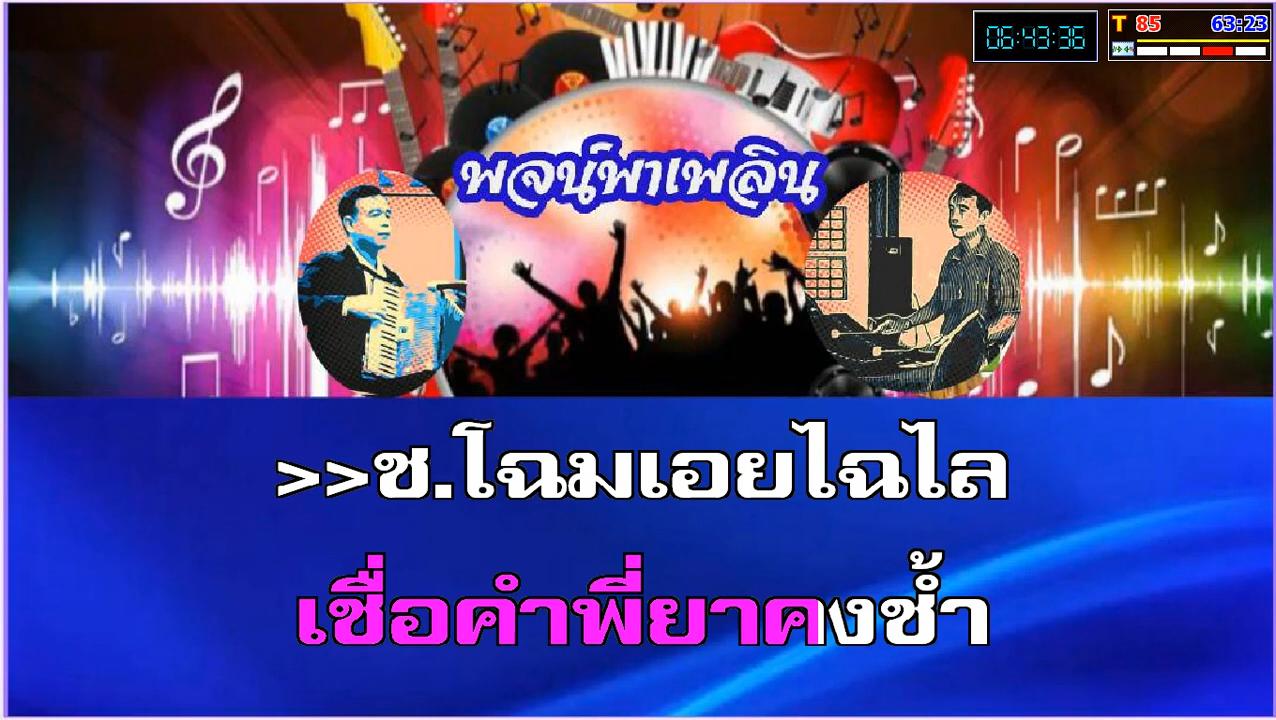 06:43:36
T 85 63:23
พจน์พาเพลิน
>>ช.โฉมเอยไฉไล
เชื่อคำพี่ยาคงช้ำ